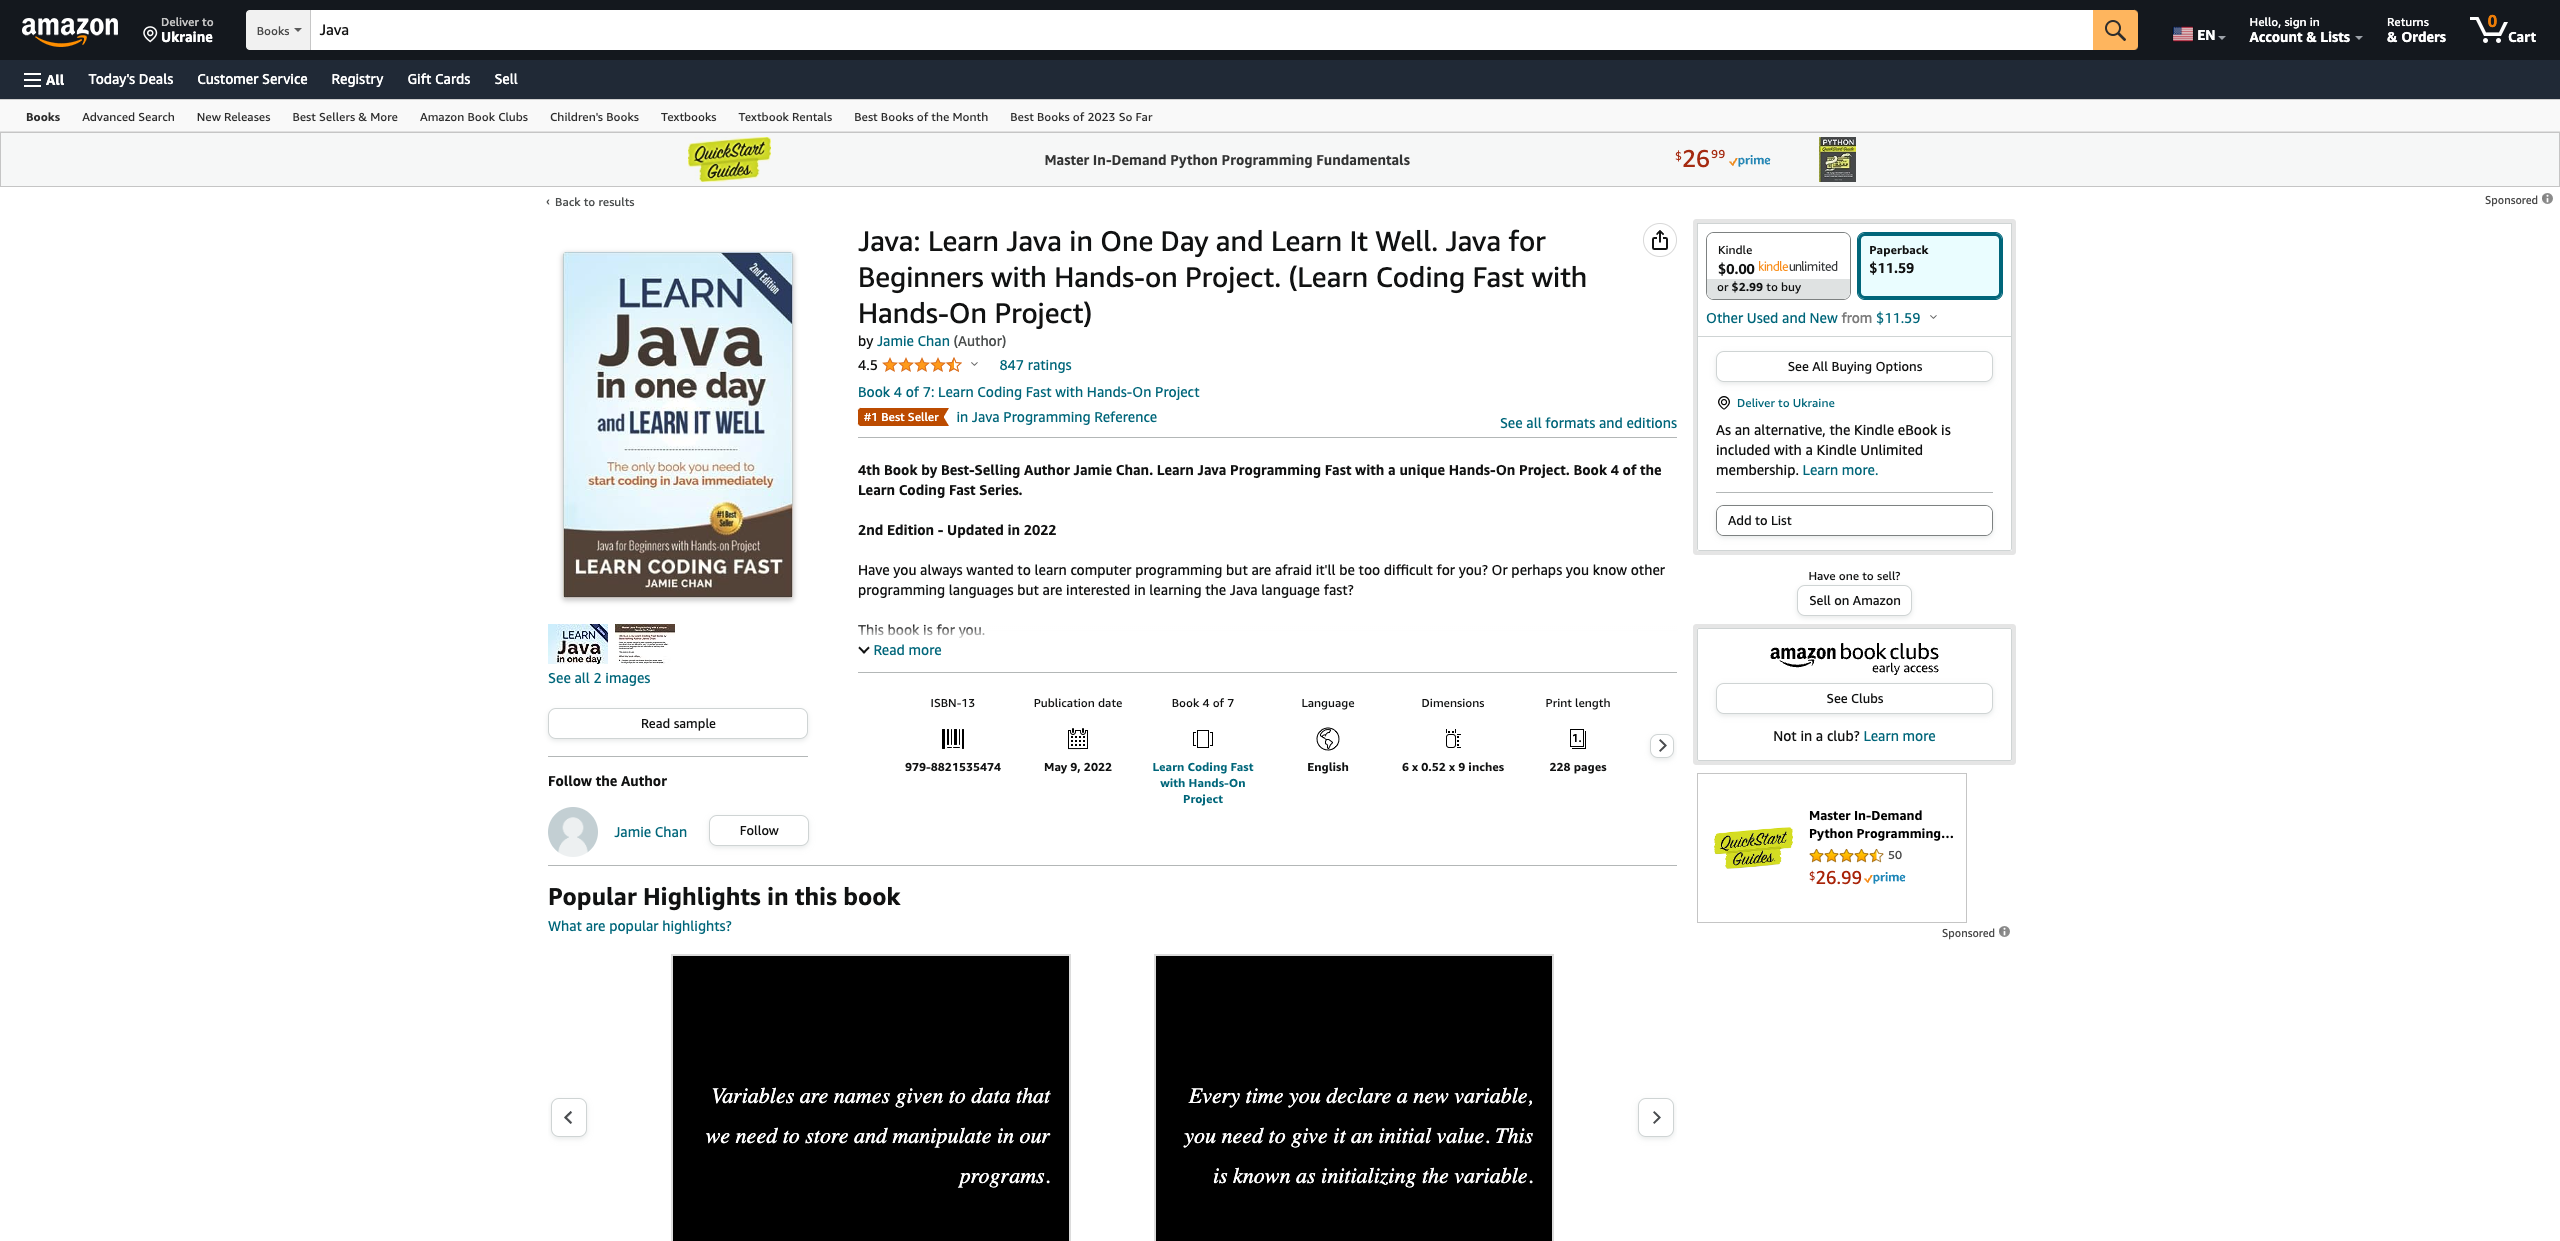 amazon
Deliver to
Ukraine
Books
Java
EN
Hello, sign in
Account & Lists
Returns
& Orders
0
Cart
All
Today's Deals
Customer Service
Registry
Gift Cards
Sell
Books
Advanced Search
New Releases
Best Sellers & More
Amazon Book Clubs
Children's Books
Textbooks
Textbook Rentals
Best Books of the Month
Best Books of 2023 So Far
QuickStart
Guides
Master In-Demand Python Programming Fundamentals
$26 99 prime
PYTHON
Sponsored
‹ Back to results
2nd Edition
LEARN
Java
in one day
and LEARN IT WELL
The only book you need to
start coding in Java immediately
#1 Best
Seller
Java for Beginners with Hands-on Project
LEARN CODING FAST
JAMIE CHAN
LEARN
Java
in one day
See all 2 images
Read sample
Follow the Author
Jamie Chan
Follow
Java: Learn Java in One Day and Learn It Well. Java for
Beginners with Hands-on Project. (Learn Coding Fast with
Hands-On Project)
by Jamie Chan (Author)
4.5
847 ratings
Book 4 of 7: Learn Coding Fast with Hands-On Project
#1 Best Seller in Java Programming Reference
See all formats and editions
4th Book by Best-Selling Author Jamie Chan. Learn Java Programming Fast with a unique Hands-On Project. Book 4 of the
Learn Coding Fast Series.
2nd Edition - Updated in 2022
Have you always wanted to learn computer programming but are afraid it'll be too difficult for you? Or perhaps you know other
programming languages but are interested in learning the Java language fast?
This book is for you.
Read more
ISBN-13
979-8821535474
Publication date
May 9, 2022
Book 4 of 7
Learn Coding Fast
with Hands-On
Project
Language
English
Dimensions
6 x 0.52 x 9 inches
Print length
1.
228 pages
Kindle
$0.00 kindleunlimited
or $2.99 to buy
Paperback
$11.59
Other Used and New from $11.59
See All Buying Options
Deliver to Ukraine
As an alternative, the Kindle eBook is
included with a Kindle Unlimited
membership. Learn more.
Add to List
Have one to sell?
Sell on Amazon
amazon book clubs
early access
See Clubs
Not in a club? Learn more
QuickStart
Guides
Master In-Demand
Python Programming...
50
$26.99 prime
Sponsored
Popular Highlights in this book
What are popular highlights?
Variables are names given to data that
we need to store and manipulate in our
programs.
Every time you declare a new variable,
you need to give it an initial value. This
is known as initializing the variable.